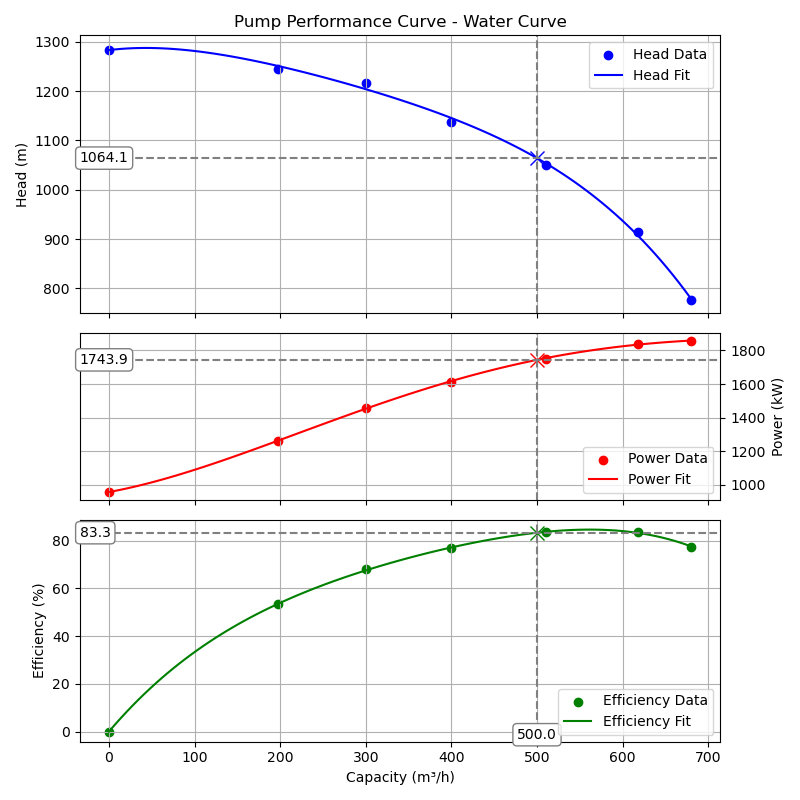 Pump Performance Curve - Water Curve
1300
1200
1100
1000
900
800
Head (m)
1064.1
Head Data
Head Fit
1743.9
1800
1600
1400
1200
1000
Power (kW)
Power Data
Power Fit
83.3
80
60
40
20
0
Efficiency (%)
Efficiency Data
Efficiency Fit
500.0
0 100 200 300 400 500 600 700
Capacity (m³/h)